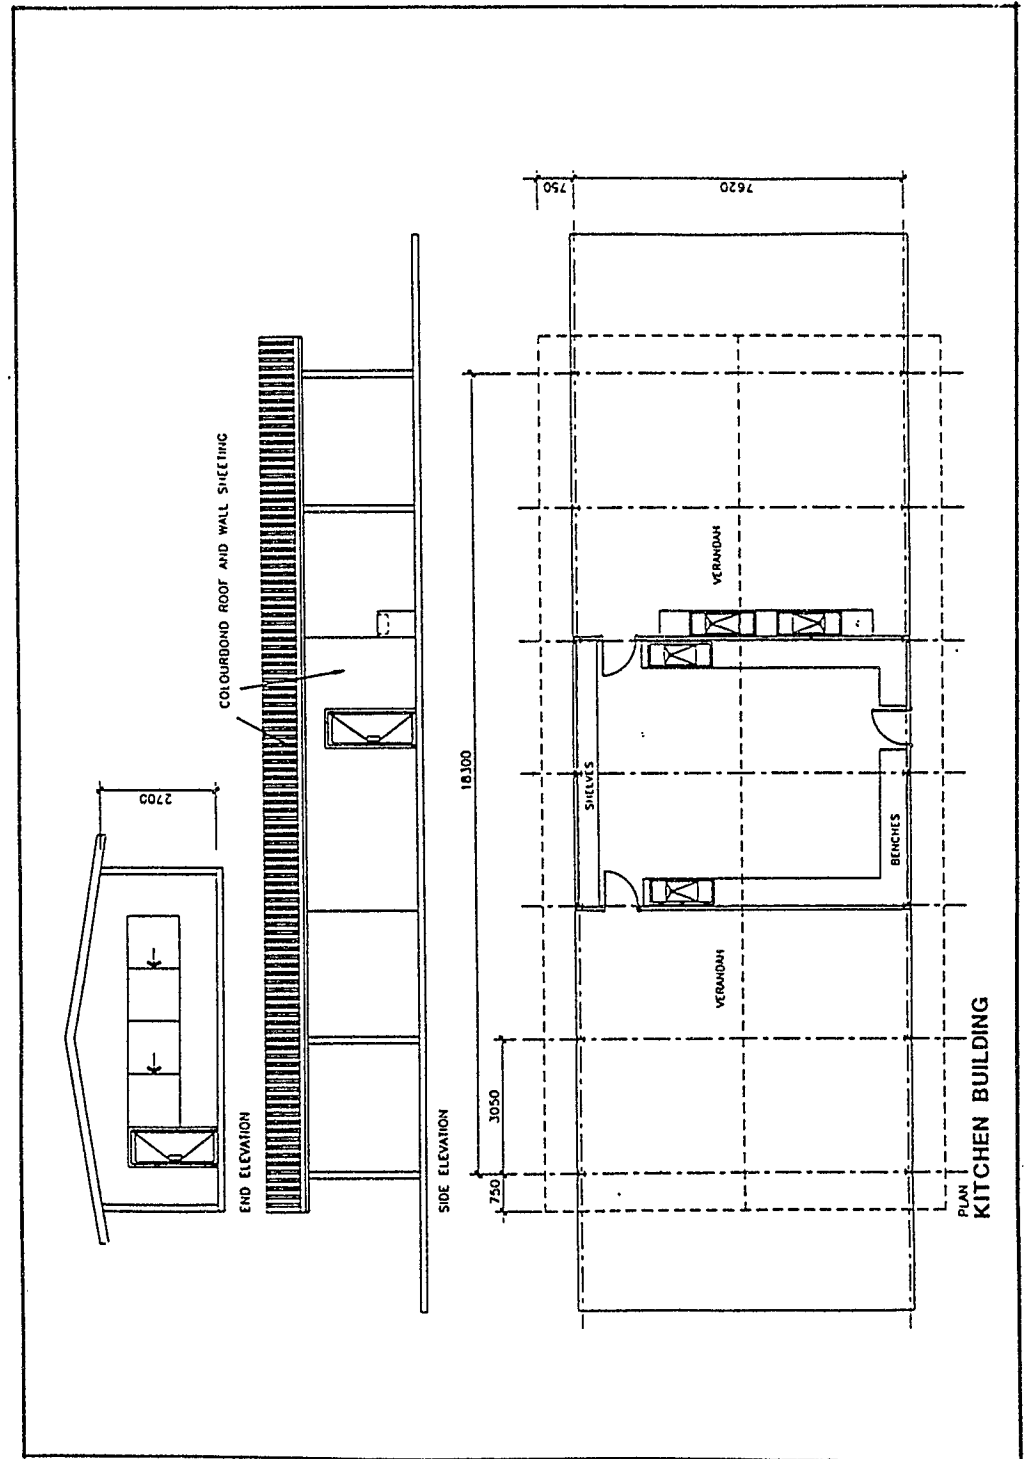 2700
END ELEVATION
COLOURBOND ROOF AND WALL SHEETING
SIDE ELEVATION
18300
750
3050
750
7620
VERANDAH
SHELVES
BENCHES
VERANDAH
PLAN
KITCHEN BUILDING